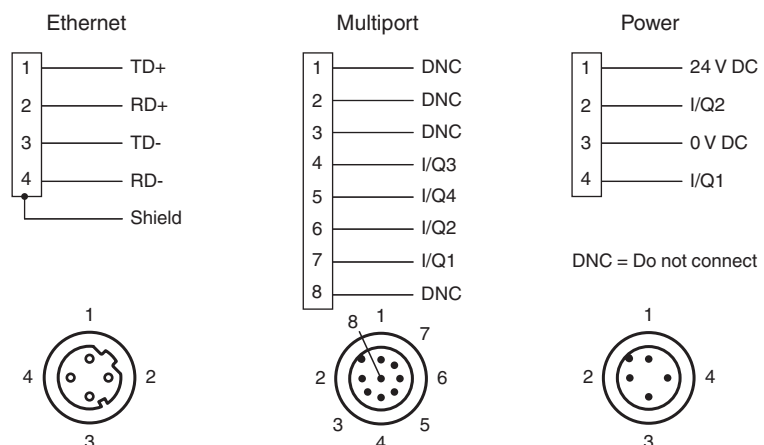 Ethernet
1 TD+
2 RD+
3 TD-
4 RD-
Shield
1
4 2
3
Multiport
1 DNC
2 DNC
3 DNC
4 I/Q3
5 I/Q4
6 I/Q2
7 I/Q1
8 DNC
8 1 7
2 6
3 5
4
Power
1 24 V DC
2 I/Q2
3 0 V DC
4 I/Q1
DNC = Do not connect
1
2 4
3